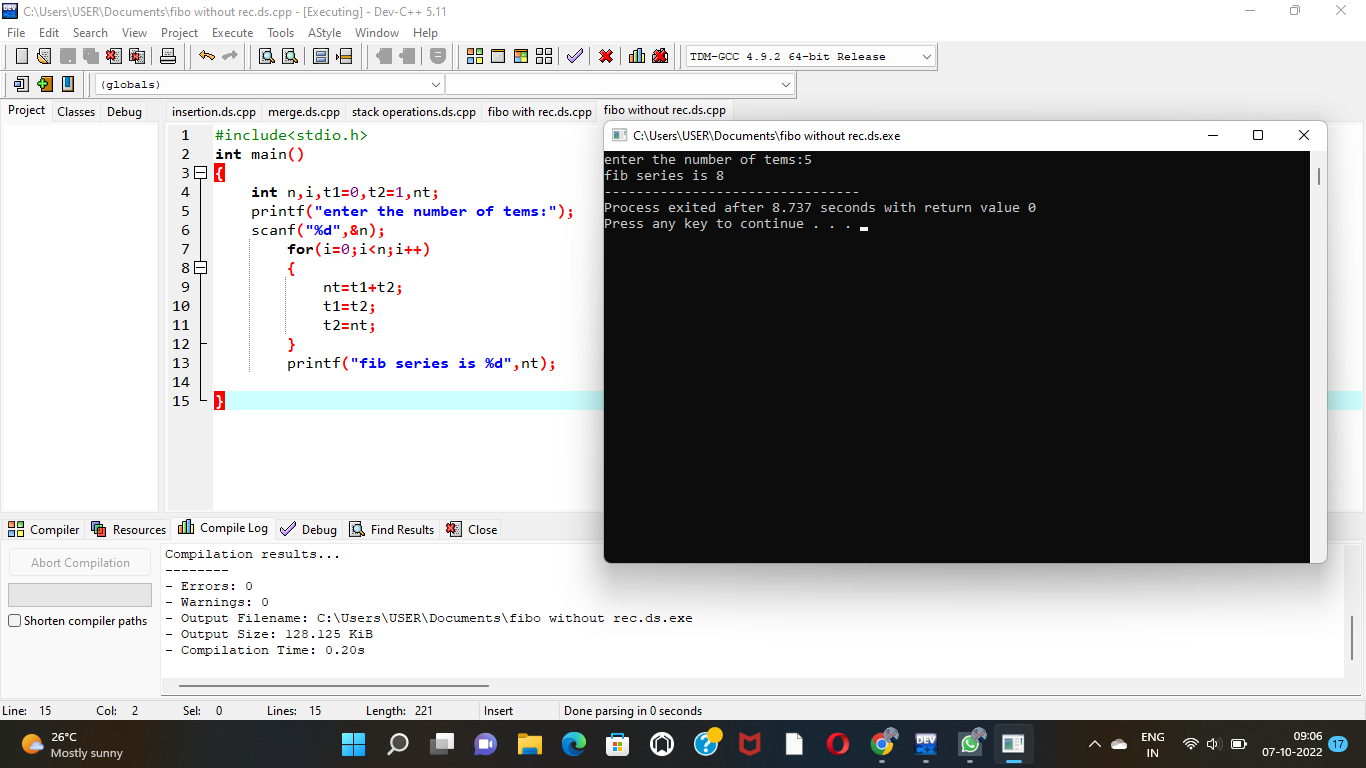 C:\Users\USER\Documents\fibo without rec.ds.cpp - [Executing] - Dev-C++ 5.11
File Edit Search View Project Execute Tools AStyle Window Help
TDM-GCC 4.9.2 64-bit Release
(globals)
Project Classes Debug
insertion.ds.cpp merge.ds.cpp stack operations.ds.cpp fibo with rec.ds.cpp fibo without rec.ds.cpp
1 #include<stdio.h>
2 int main()
3 {
4 int n,i,t1=0,t2=1,nt;
5 printf("enter the number of tems:");
6 scanf("%d",&n);
7 for(i=0;i<n;i++)
8 {
9 nt=t1+t2;
10 t1=t2;
11 t2=nt;
12 }
13 printf("fib series is %d",nt);
14
15 }
C:\Users\USER\Documents\fibo without rec.ds.exe
enter the number of tems:5
fib series is 8
--------------------------------
Process exited after 8.737 seconds with return value 0
Press any key to continue . . .
Compiler Resources Compile Log Debug Find Results Close
Abort Compilation
Shorten compiler paths
Compilation results...
--------
- Errors: 0
- Warnings: 0
- Output Filename: C:\Users\USER\Documents\fibo without rec.ds.exe
- Output Size: 128.125 KiB
- Compilation Time: 0.20s
Line: 15 Col: 2 Sel: 0 Lines: 15 Length: 221 Insert Done parsing in 0 seconds
26°C
Mostly sunny
DEV
ENG
IN
09:06
07-10-2022
17